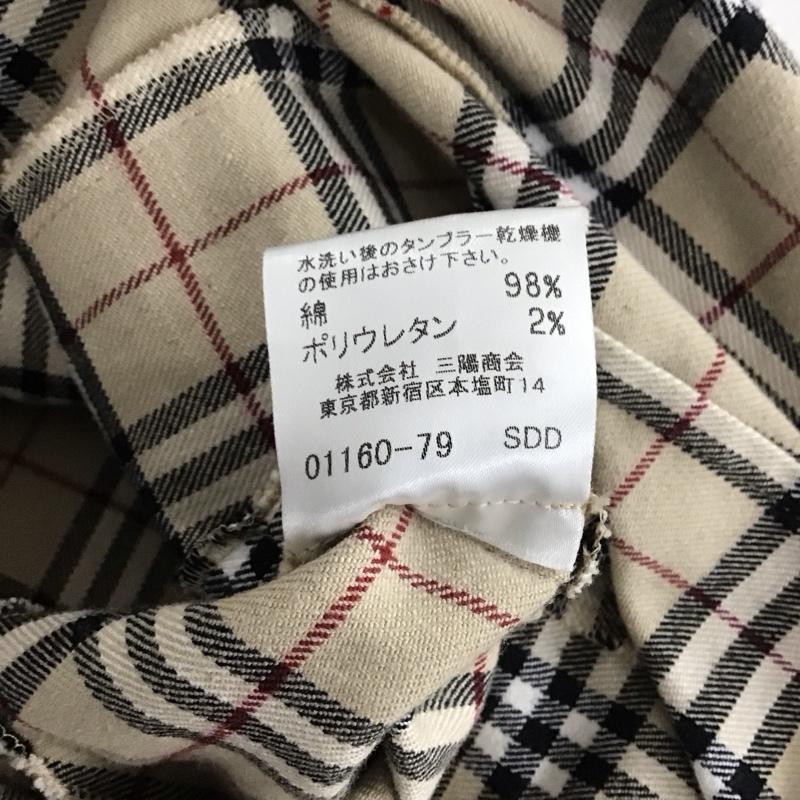 水洗い後のタンブラー乾燥機
の使用はおさけ下さい。
綿 98%
ポリウレタン 2%
株式会社 三陽商会
東京都新宿区本塩町14
01160-79 SDD